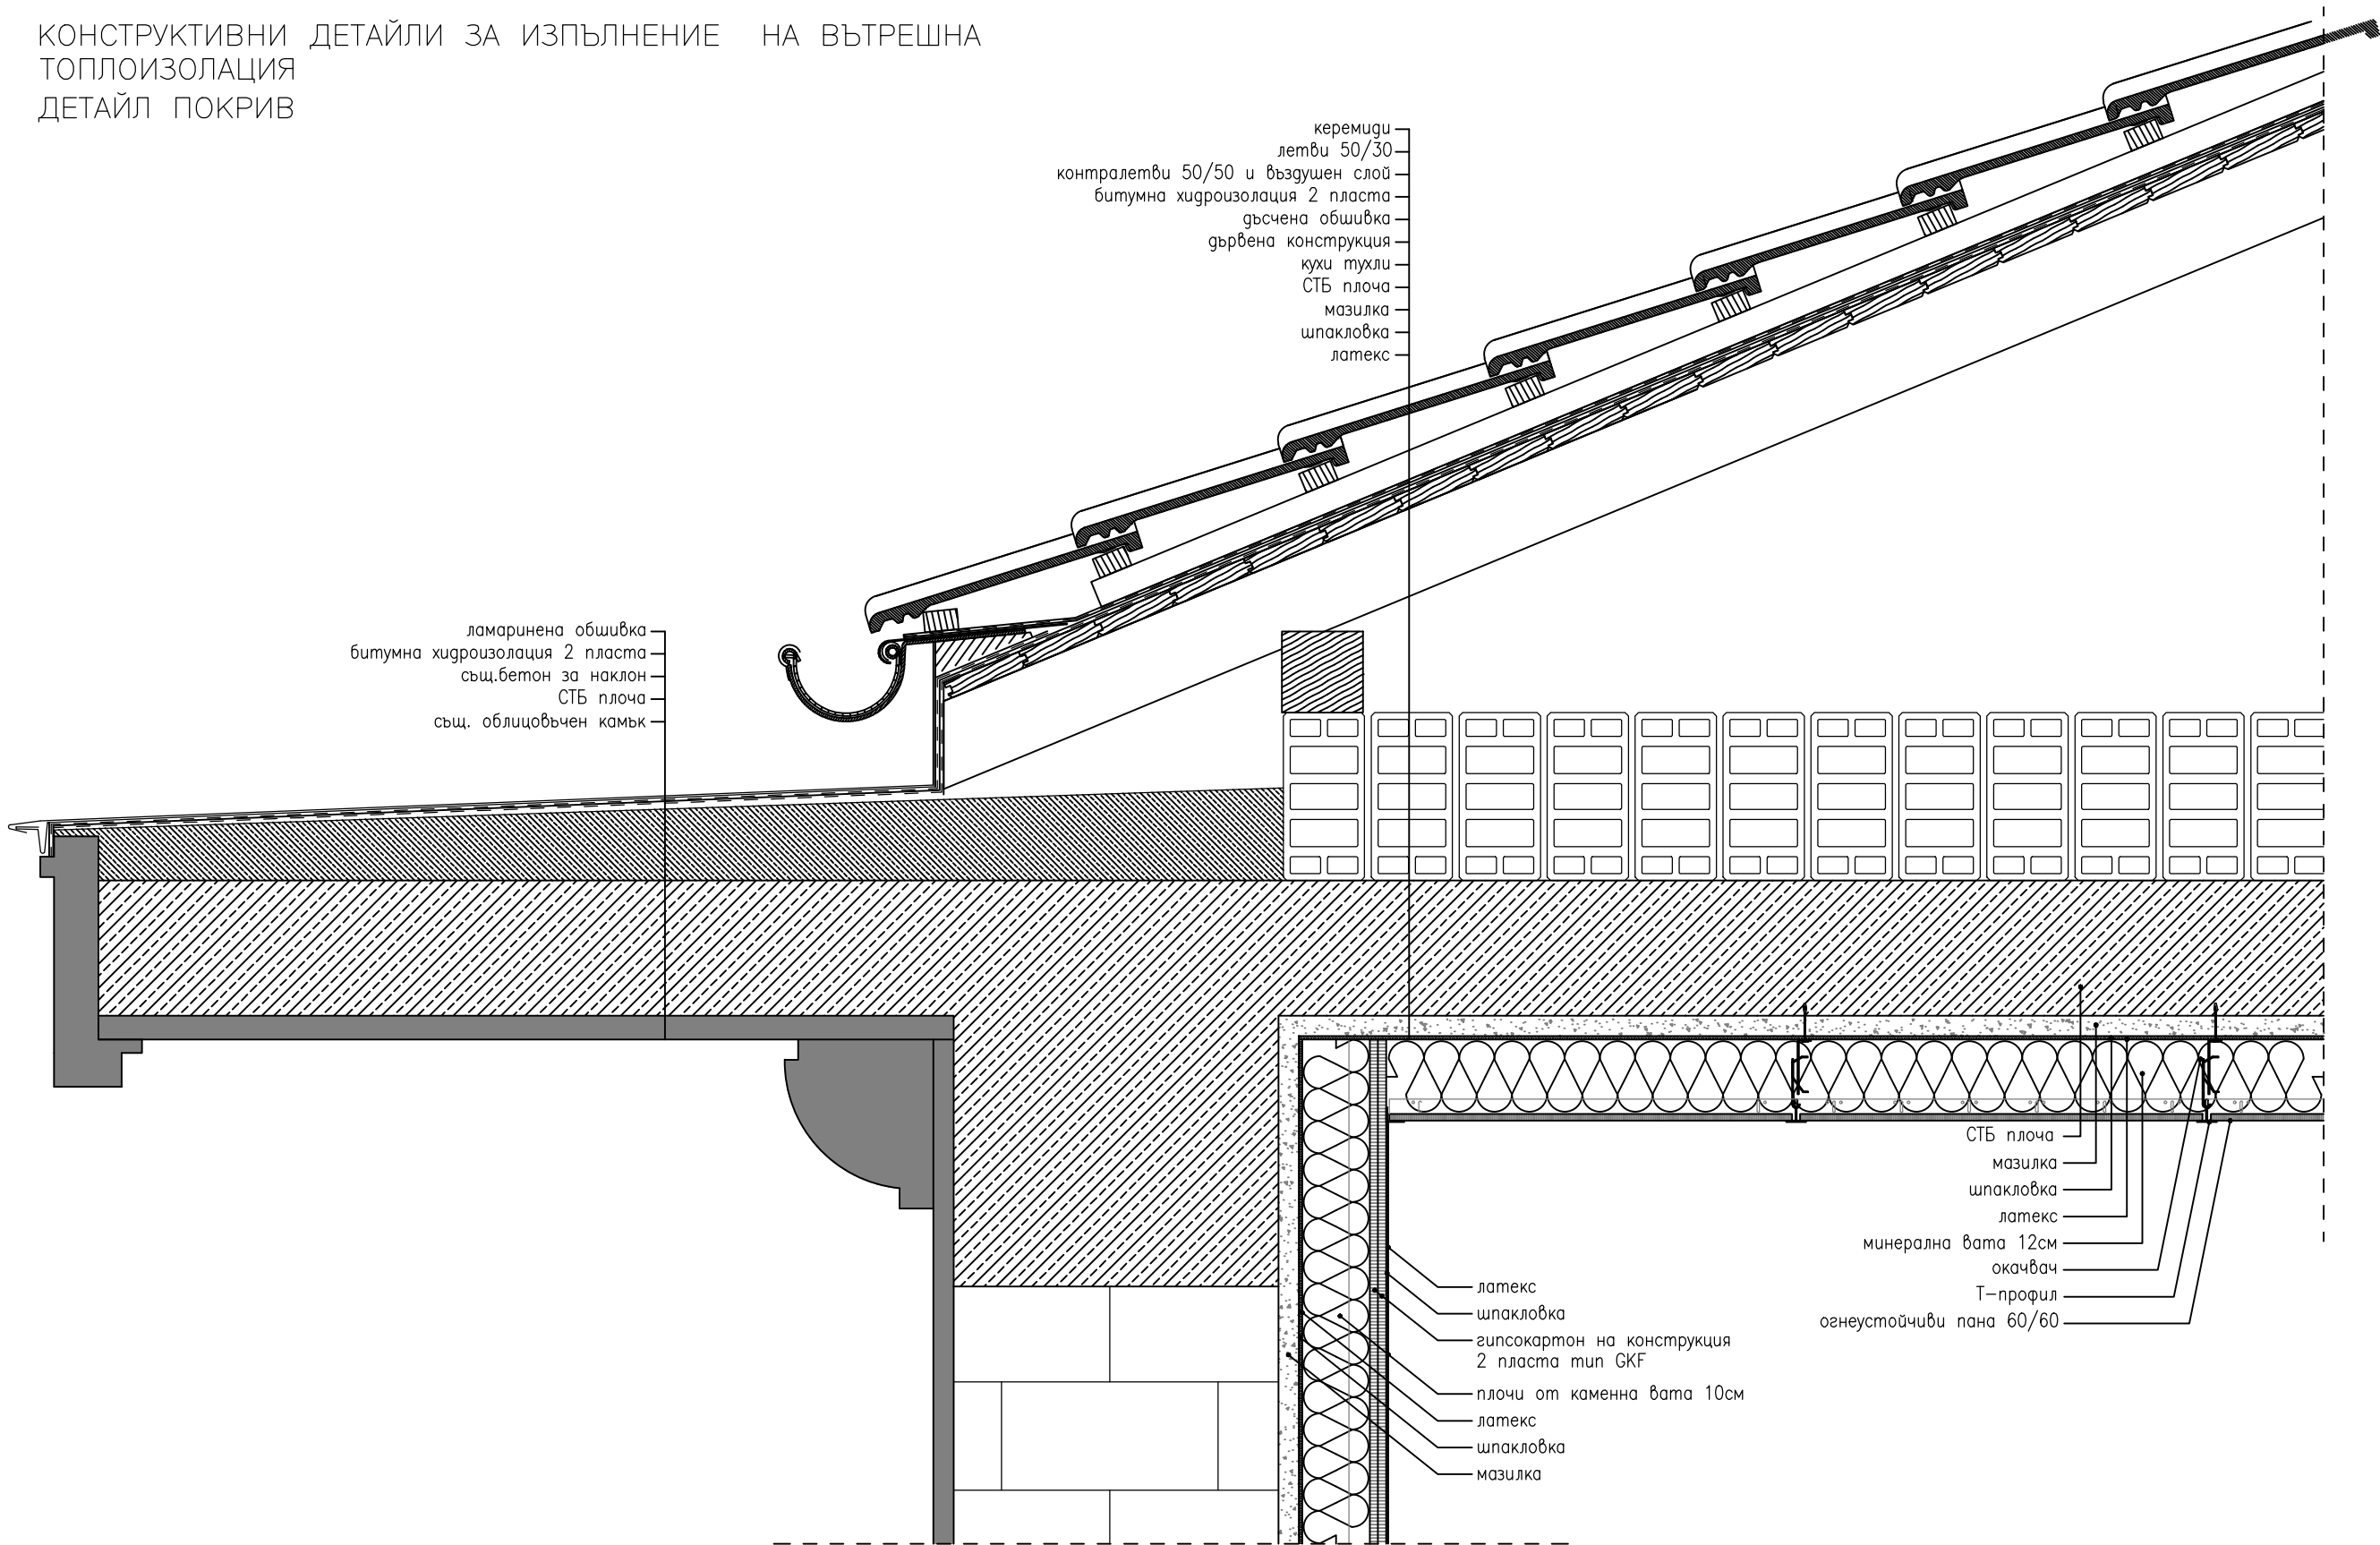 КОНСТРУКТИВНИ ДЕТАЙЛИ ЗА ИЗПЪЛНЕНИЕ НА ВЪТРЕШНА
ТОПЛОИЗОЛАЦИЯ
ДЕТАЙЛ ПОКРИВ
керемиди
летви 50/30
контралетви 50/50 и въздушен слой
битумна хидроизолация 2 пласта
дъсчена обшивка
дървена конструкция
кухи тухли
СТБ плоча
мазилка
шпакловка
латекс
ламаринена обшивка
битумна хидроизолация 2 пласта
същ.бетон за наклон
СТБ плоча
същ. облицовъчен камък
СТБ плоча
мазилка
шпакловка
латекс
минерална вата 12см
окачвач
Т-профил
огнеустойчиви пана 60/60
латекс
шпакловка
гипсокартон на конструкция
2 пласта тип GKF
плочи от каменна вата 10см
латекс
шпакловка
мазилка